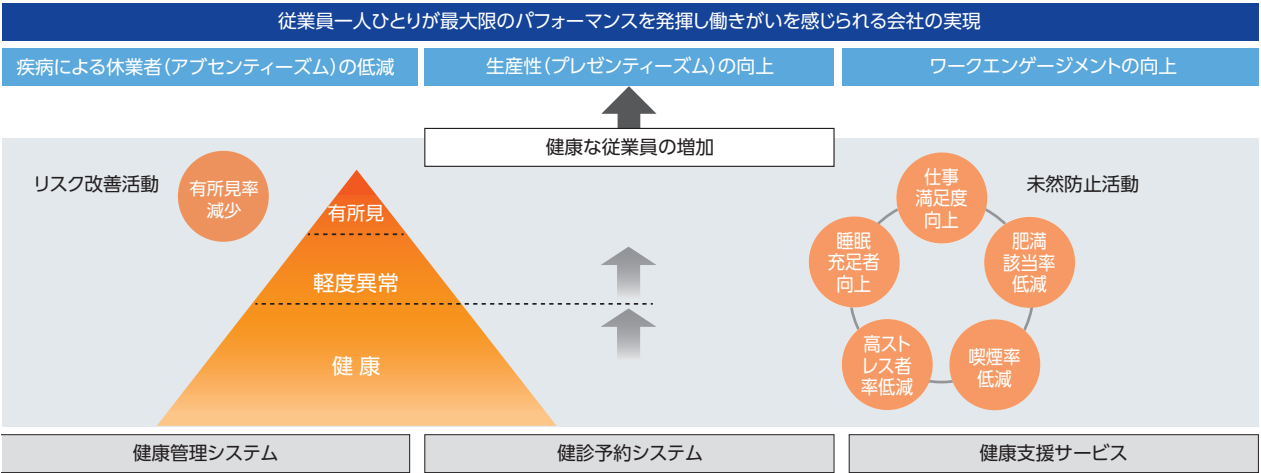 従業員一人ひとりが最大限のパフォーマンスを発揮し働きがいを感じられる会社の実現
疾病による休業者(アブセンティーズム)の低減
生産性(プレゼンティーズム)の向上
ワークエンゲージメントの向上
健康な従業員の増加
リスク改善活動
有所見率
減少
有所見
軽度異常
健 康
未然防止活動
仕事
満足度
向上
肥満
該当率
低減
喫煙率
低減
高スト
レス者
率低減
睡眠
充足者
向上
健康管理システム
健診予約システム
健康支援サービス